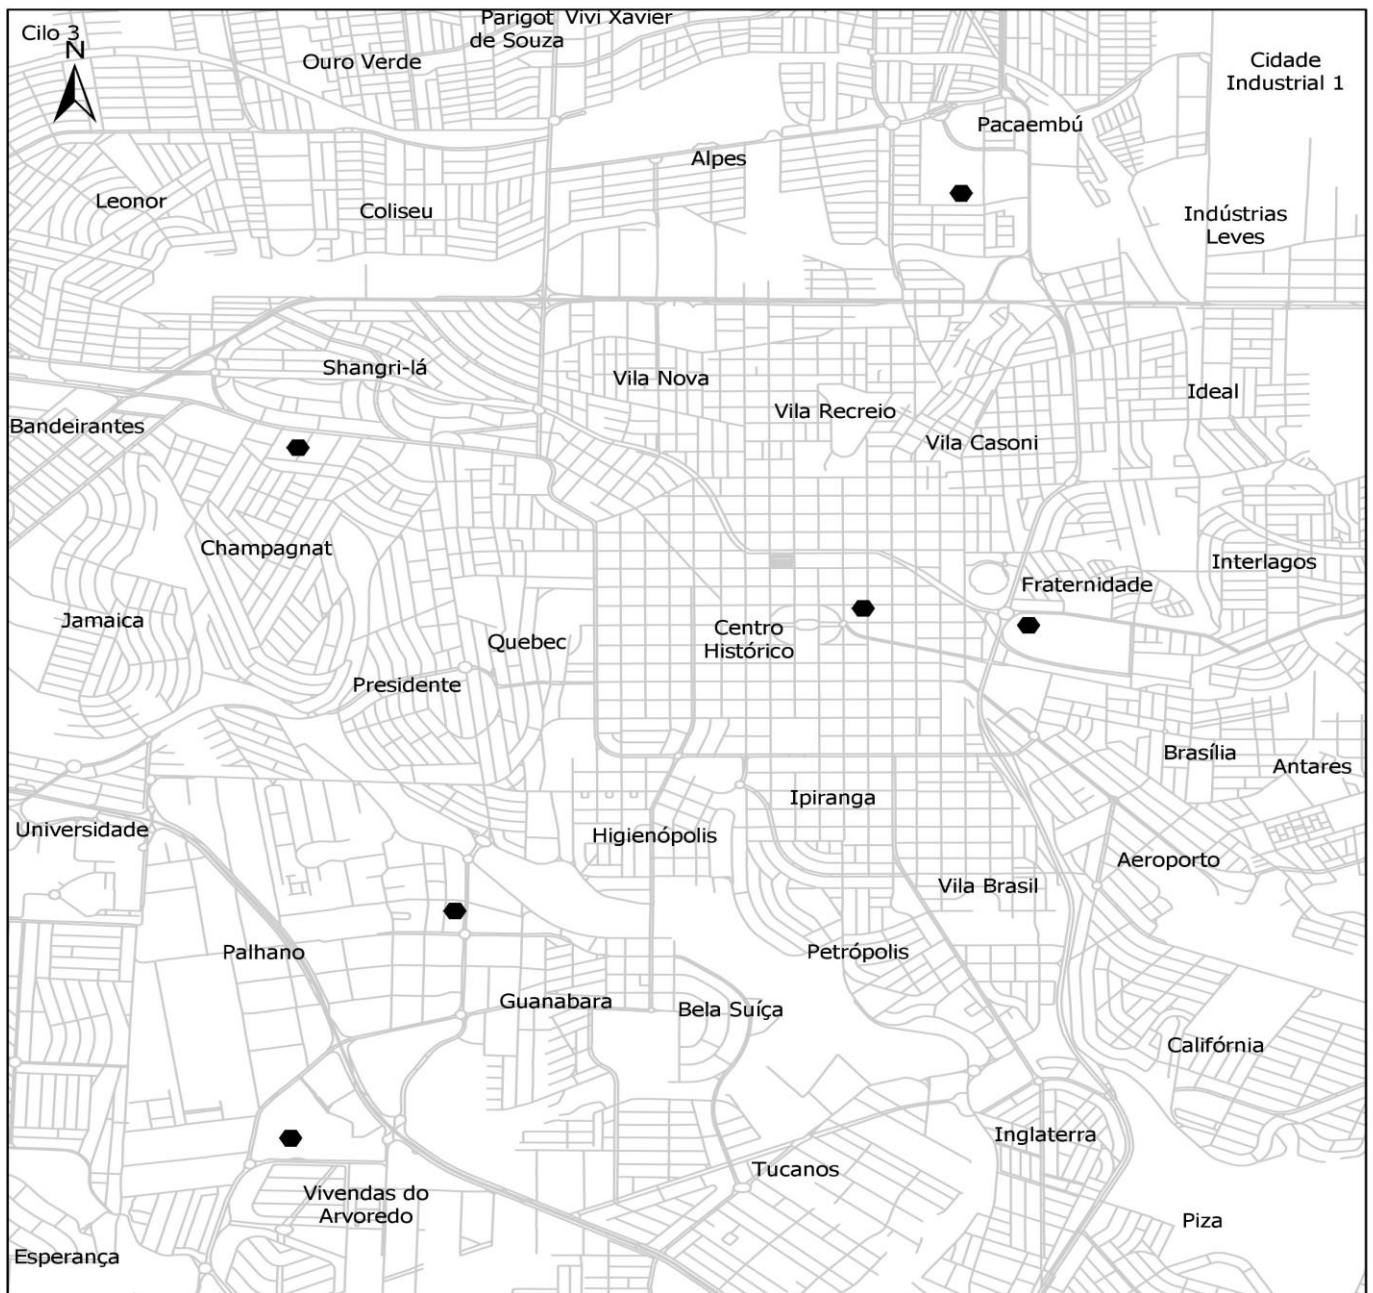 Parigot Vivi Xavier
de Souza
Cilo 3
N
Ouro Verde
Cidade
Industrial 1
Pacaembú
Alpes
Leonor
Coliseu
Indústrias
Leves
Shangri-lá
Vila Nova
Ideal
Vila Recreio
Bandeirantes
Vila Casoni
Champagnat
Interlagos
Fraternidade
Jamaica
Centro
Histórico
Quebec
Presidente
Brasília
Antares
Ipiranga
Universidade
Higienópolis
Aeroporto
Vila Brasil
Palhano
Petrópolis
Guanabara
Bela Suíça
Califórnia
Inglaterra
Tucanos
Vivendas do
Arvoredo
Piza
Esperança